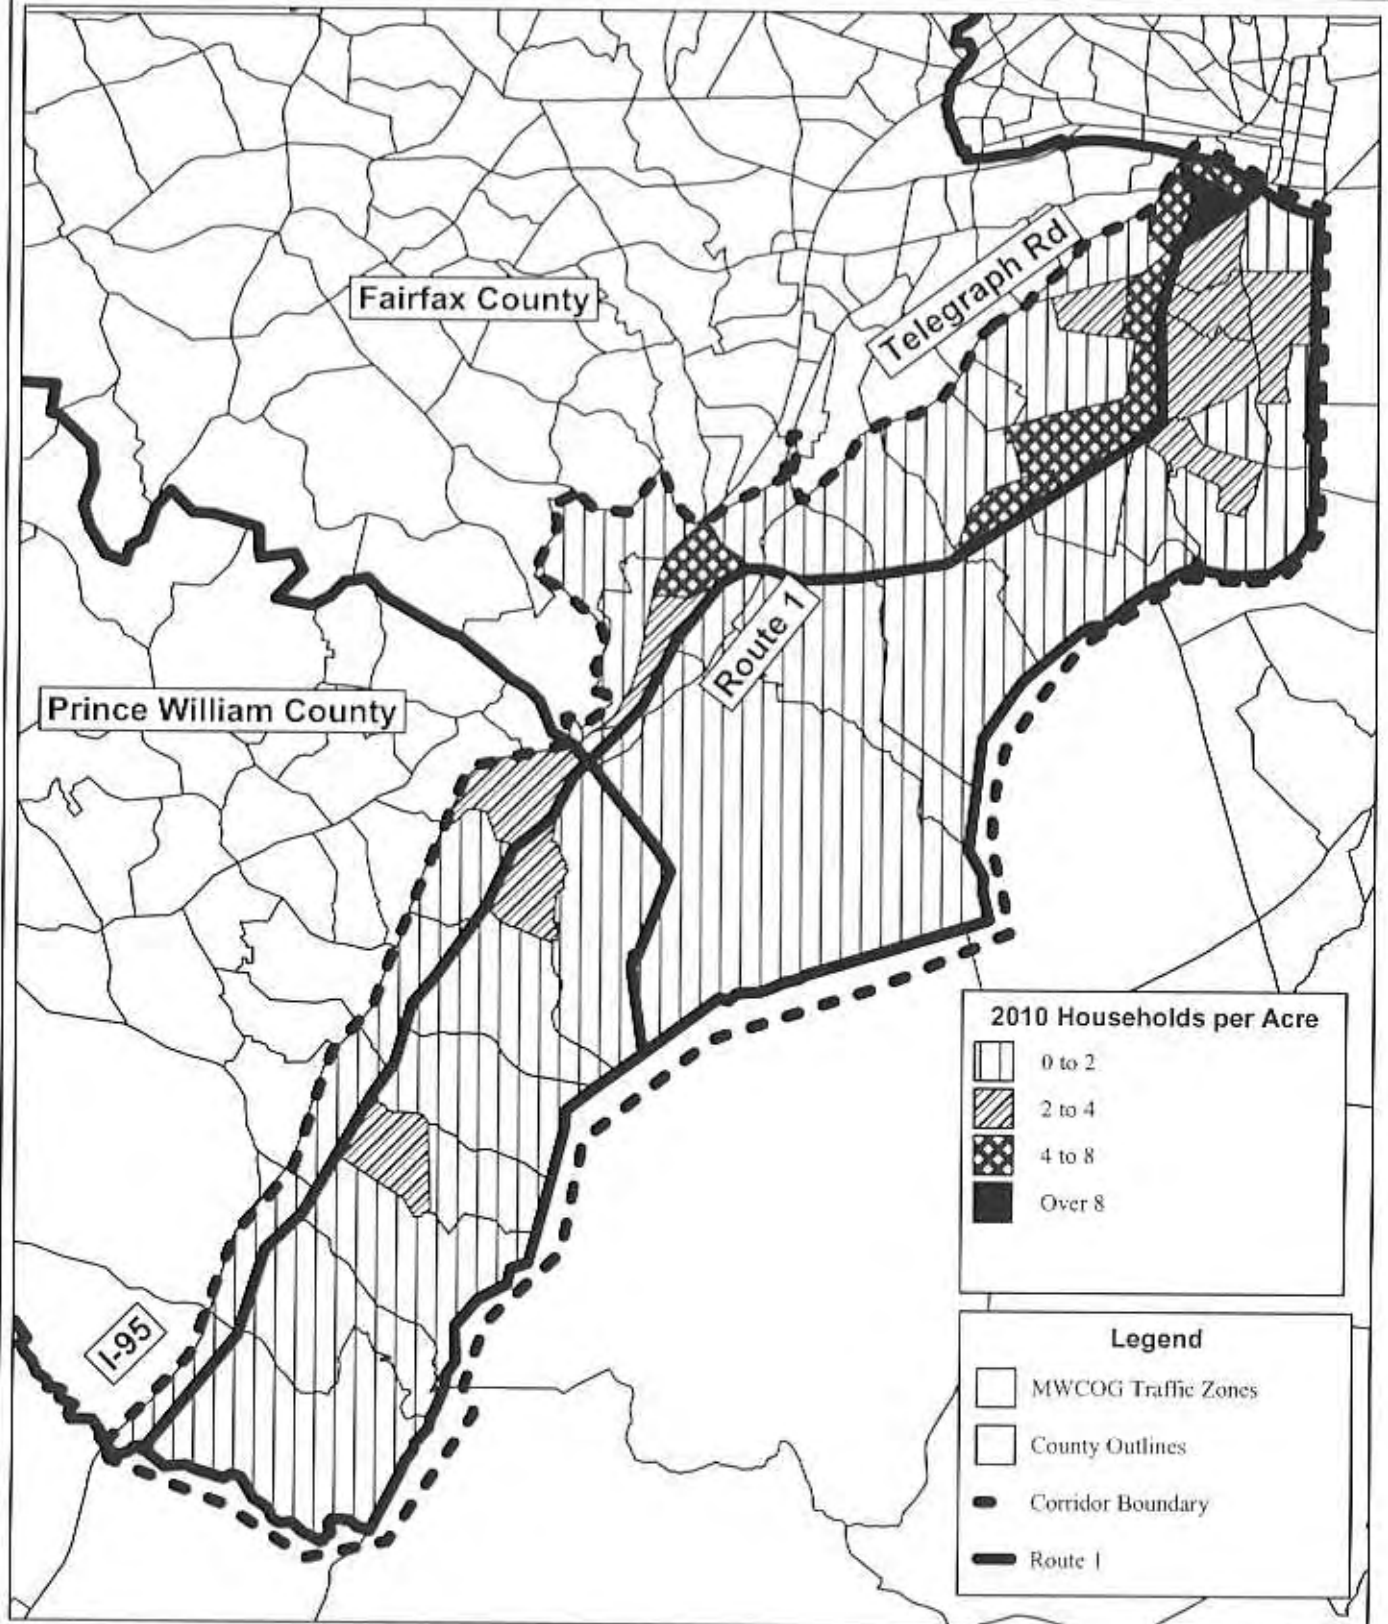 Fairfax County
Telegraph Rd
Route 1
Prince William County
I-95
2010 Households per Acre
0 to 2
2 to 4
4 to 8
Over 8
Legend
MWCOG Traffic Zones
County Outlines
Corridor Boundary
Route 1